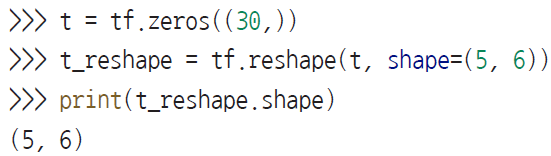 >>> t = tf.zeros((30,))
>>> t_reshape = tf.reshape(t, shape=(5, 6))
>>> print(t_reshape.shape)
(5, 6)